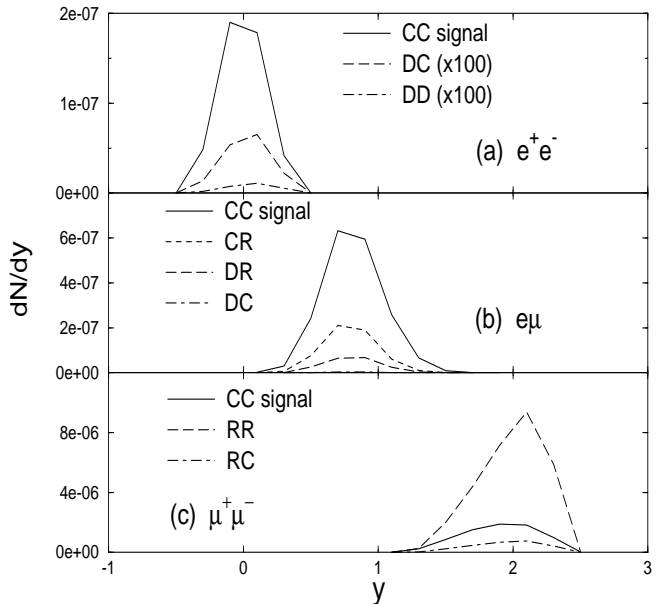 2e-07
1e-07
0e+00
CC signal
DC (x100)
DD (x100)
(a) e⁺e⁻
6e-07
4e-07
2e-07
0e+00
CC signal
CR
DR
DC
(b) eμ
dN/dy
8e-06
4e-06
0e+00
CC signal
RR
RC
(c) μ⁺μ⁻
-1
0
1
2
3
y